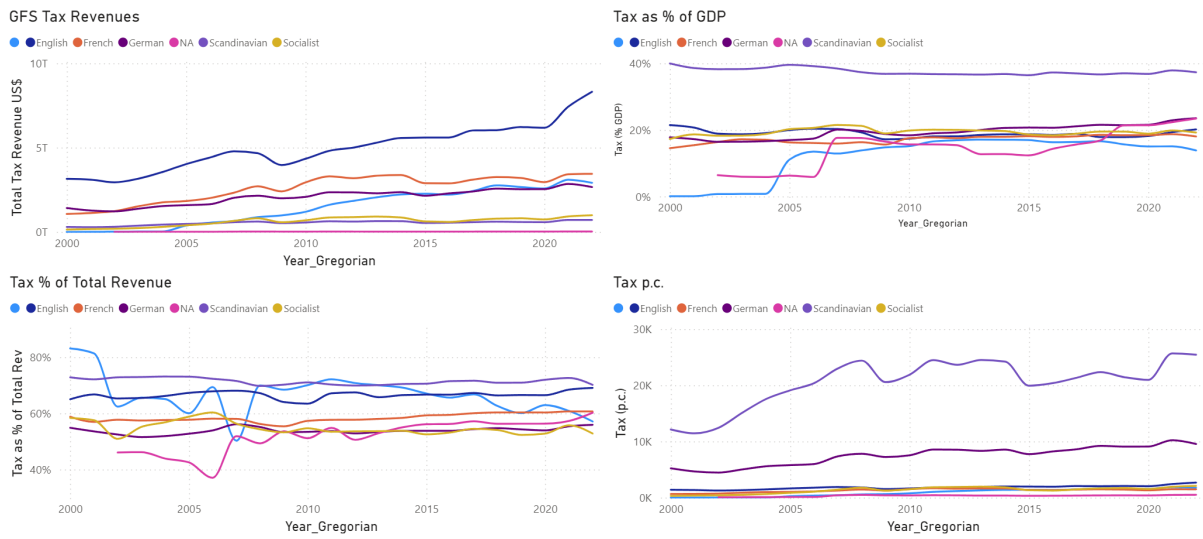 GFS Tax Revenues
English French German NA Scandinavian Socialist
Total Tax Revenue US$
10T
5T
0T
2000 2005 2010 2015 2020
Year_Gregorian
Tax as % of GDP
English French German NA Scandinavian Socialist
Tax (% GDP)
40%
20%
0%
2000 2005 2010 2015 2020
Year_Gregorian
Tax % of Total Revenue
English French German NA Scandinavian Socialist
Tax as % of Total Rev
80%
60%
40%
2000 2005 2010 2015 2020
Year_Gregorian
Tax p.c.
English French German NA Scandinavian Socialist
Tax (p.c.)
30K
20K
10K
0K
2000 2005 2010 2015 2020
Year_Gregorian